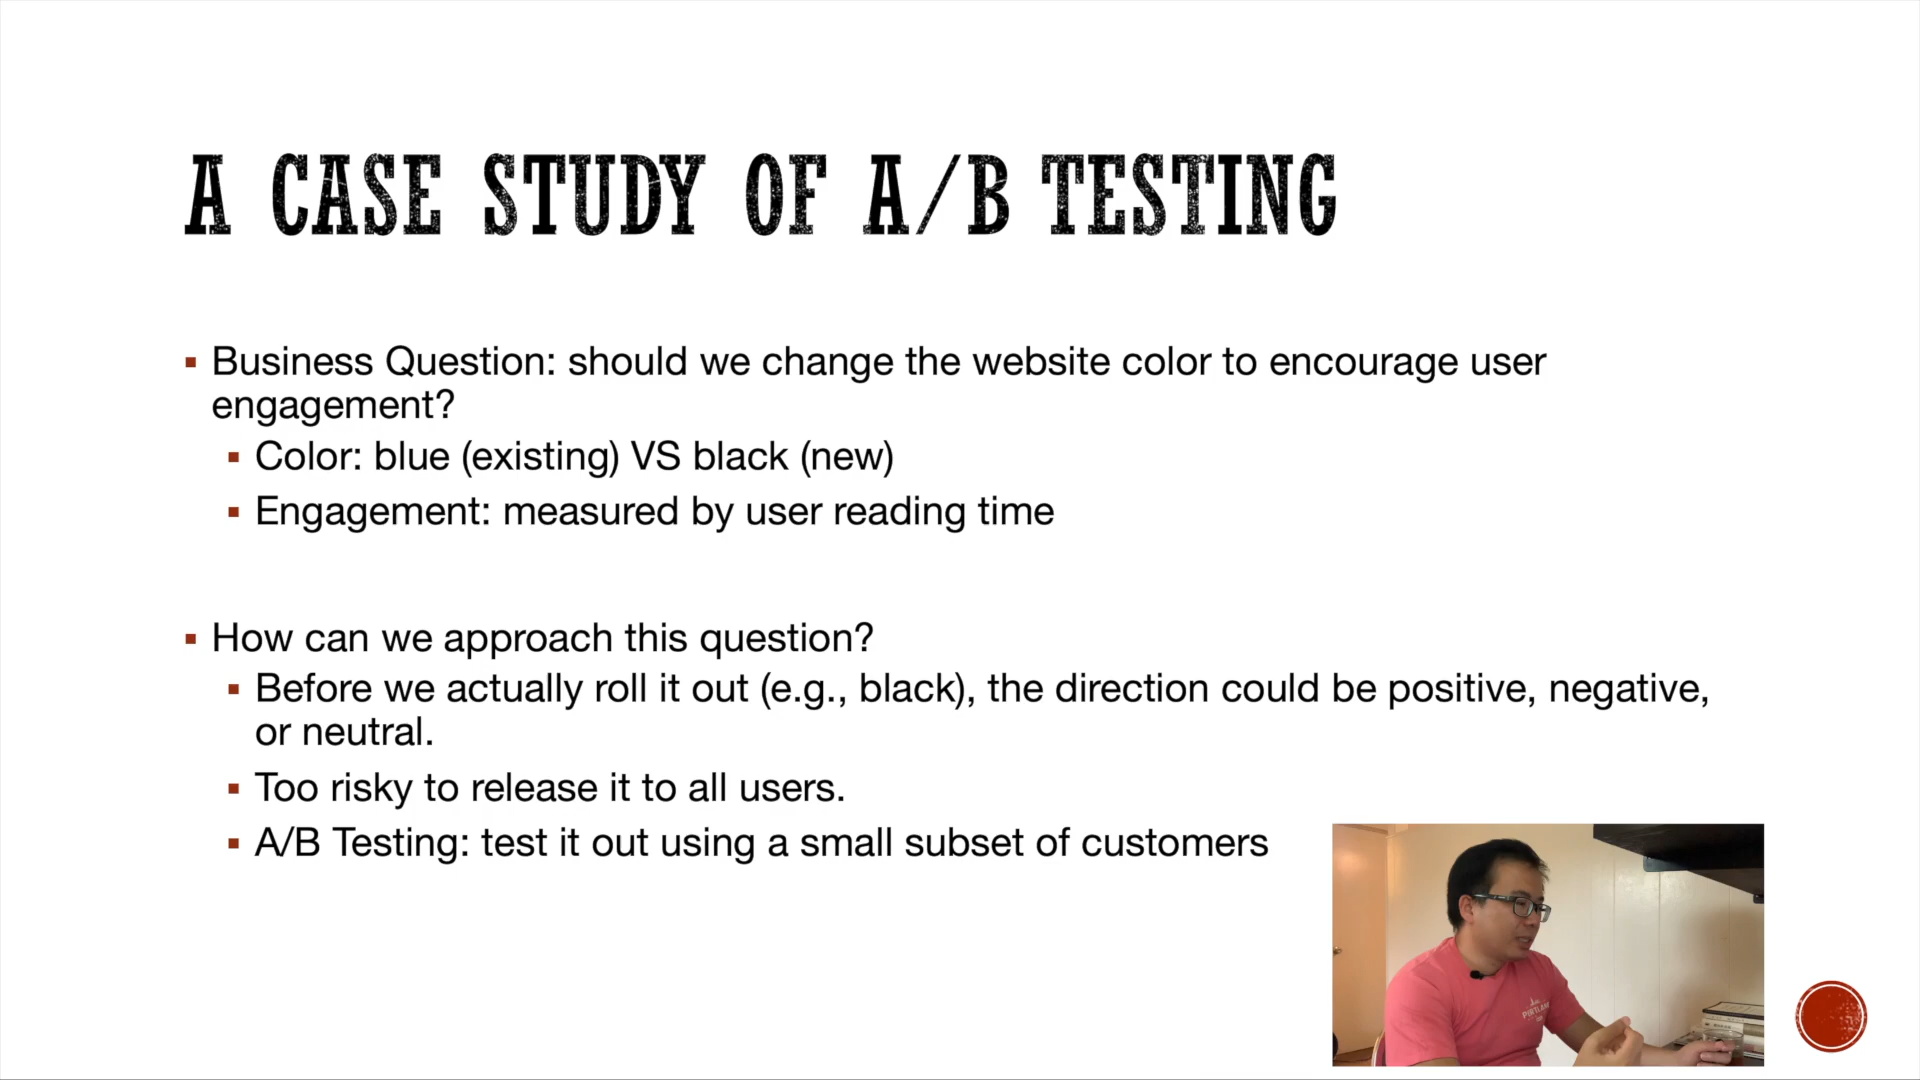 A CASE STUDY OF A/B TESTING
Business Question: should we change the website color to encourage user
engagement?
Color: blue (existing) VS black (new)
Engagement: measured by user reading time
How can we approach this question?
Before we actually roll it out (e.g., black), the direction could be positive, negative,
or neutral.
Too risky to release it to all users.
A/B Testing: test it out using a small subset of customers